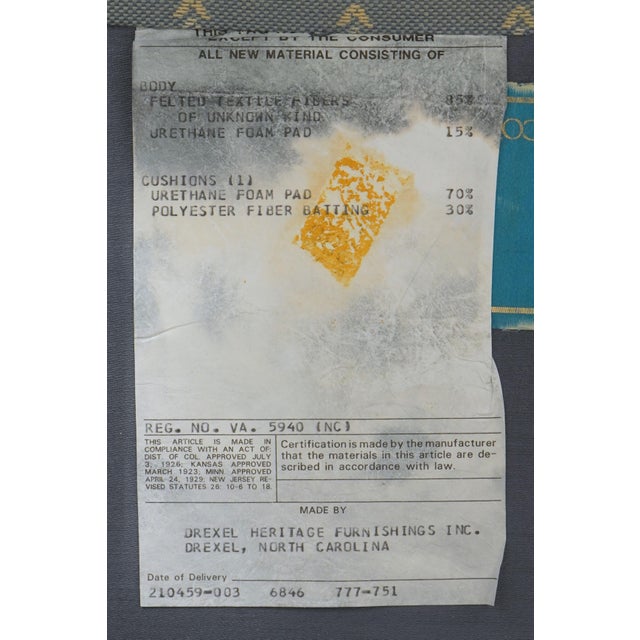 EXCEPT BY THE CONSUMER
ALL NEW MATERIAL CONSISTING OF
BODY
FELTED TEXTILE FIBERS 85%
OF UNKNOWN KIND
URETHANE FOAM PAD 15%
CUSHIONS (1)
URETHANE FOAM PAD 70%
POLYESTER FIBER BATTING 30%
REG. NO. VA. 5940 (NC)
THIS ARTICLE IS MADE IN
COMPLIANCE WITH AN ACT OF:
DIST. OF COL. APPROVED JULY
3, 1926; KANSAS APPROVED
MARCH 1923; MINN. APPROVED
APRIL 24, 1929; NEW JERSEY RE-
VISED STATUTES 26: 10-6 TO 18.
Certification is made by the manufacturer
that the materials in this article are de-
scribed in accordance with law.
MADE BY
DREXEL HERITAGE FURNISHINGS INC.
DREXEL, NORTH CAROLINA
Date of Delivery
210459-003 6846 777-751